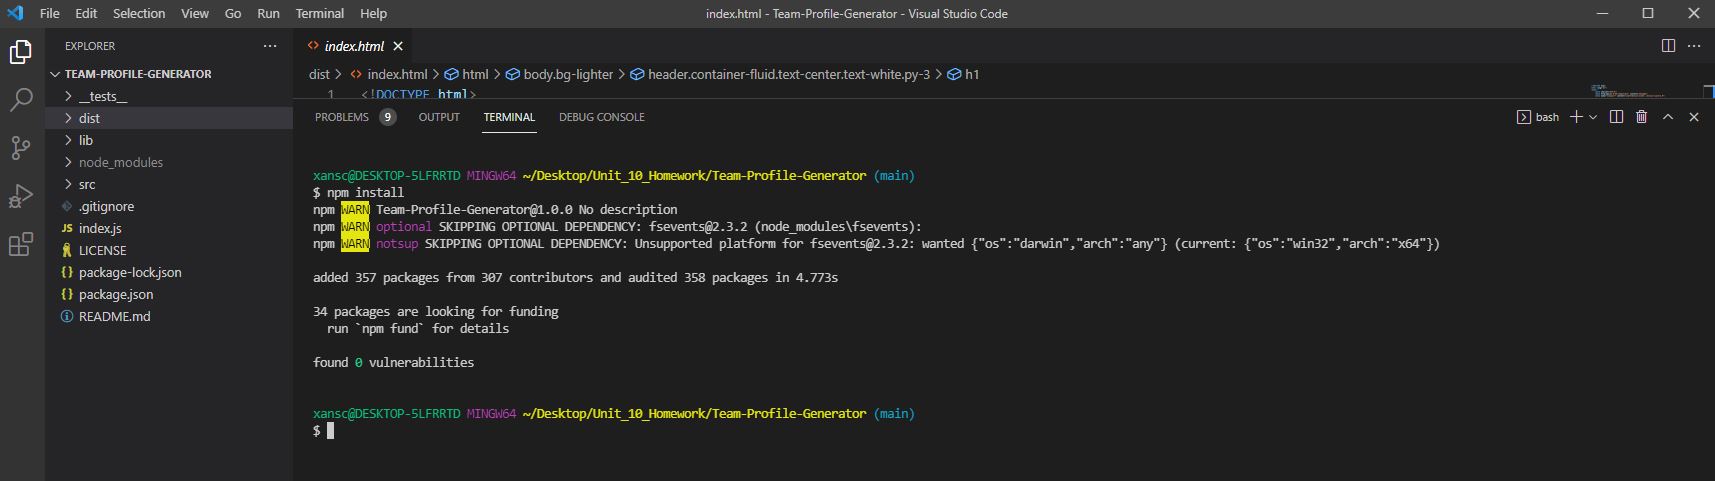 File Edit Selection View Go Run Terminal Help
index.html - Team-Profile-Generator - Visual Studio Code
EXPLORER
TEAM-PROFILE-GENERATOR
__tests__
dist
lib
node_modules
src
.gitignore
index.js
LICENSE
package-lock.json
package.json
README.md
index.html
dist > index.html > html > body.bg-lighter > header.container-fluid.text-center.text-white.py-3 > h1
1 <!DOCTYPE html>
PROBLEMS 9 OUTPUT TERMINAL DEBUG CONSOLE
bash
xansc@DESKTOP-5LFRRTD MINGW64 ~/Desktop/Unit_10_Homework/Team-Profile-Generator (main)
$ npm install
npm WARN Team-Profile-Generator@1.0.0 No description
npm WARN optional SKIPPING OPTIONAL DEPENDENCY: fsevents@2.3.2 (node_modules\fsevents):
npm WARN notsup SKIPPING OPTIONAL DEPENDENCY: Unsupported platform for fsevents@2.3.2: wanted {"os":"darwin","arch":"any"} (current: {"os":"win32","arch":"x64"})
added 357 packages from 307 contributors and audited 358 packages in 4.773s
34 packages are looking for funding
run `npm fund` for details
found 0 vulnerabilities
xansc@DESKTOP-5LFRRTD MINGW64 ~/Desktop/Unit_10_Homework/Team-Profile-Generator (main)
$